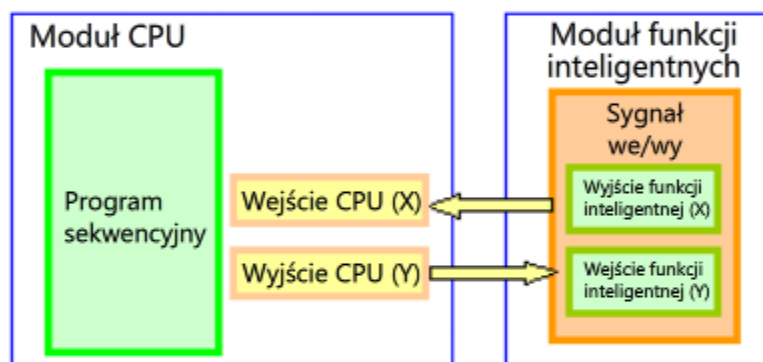 Moduł CPU
Program
sekwencyjny
Wejście CPU (X)
Wyjście CPU (Y)
Moduł funkcji
inteligentnych
Sygnał
we/wy
Wyjście funkcji
inteligentnej (X)
Wejście funkcji
inteligentnej (Y)